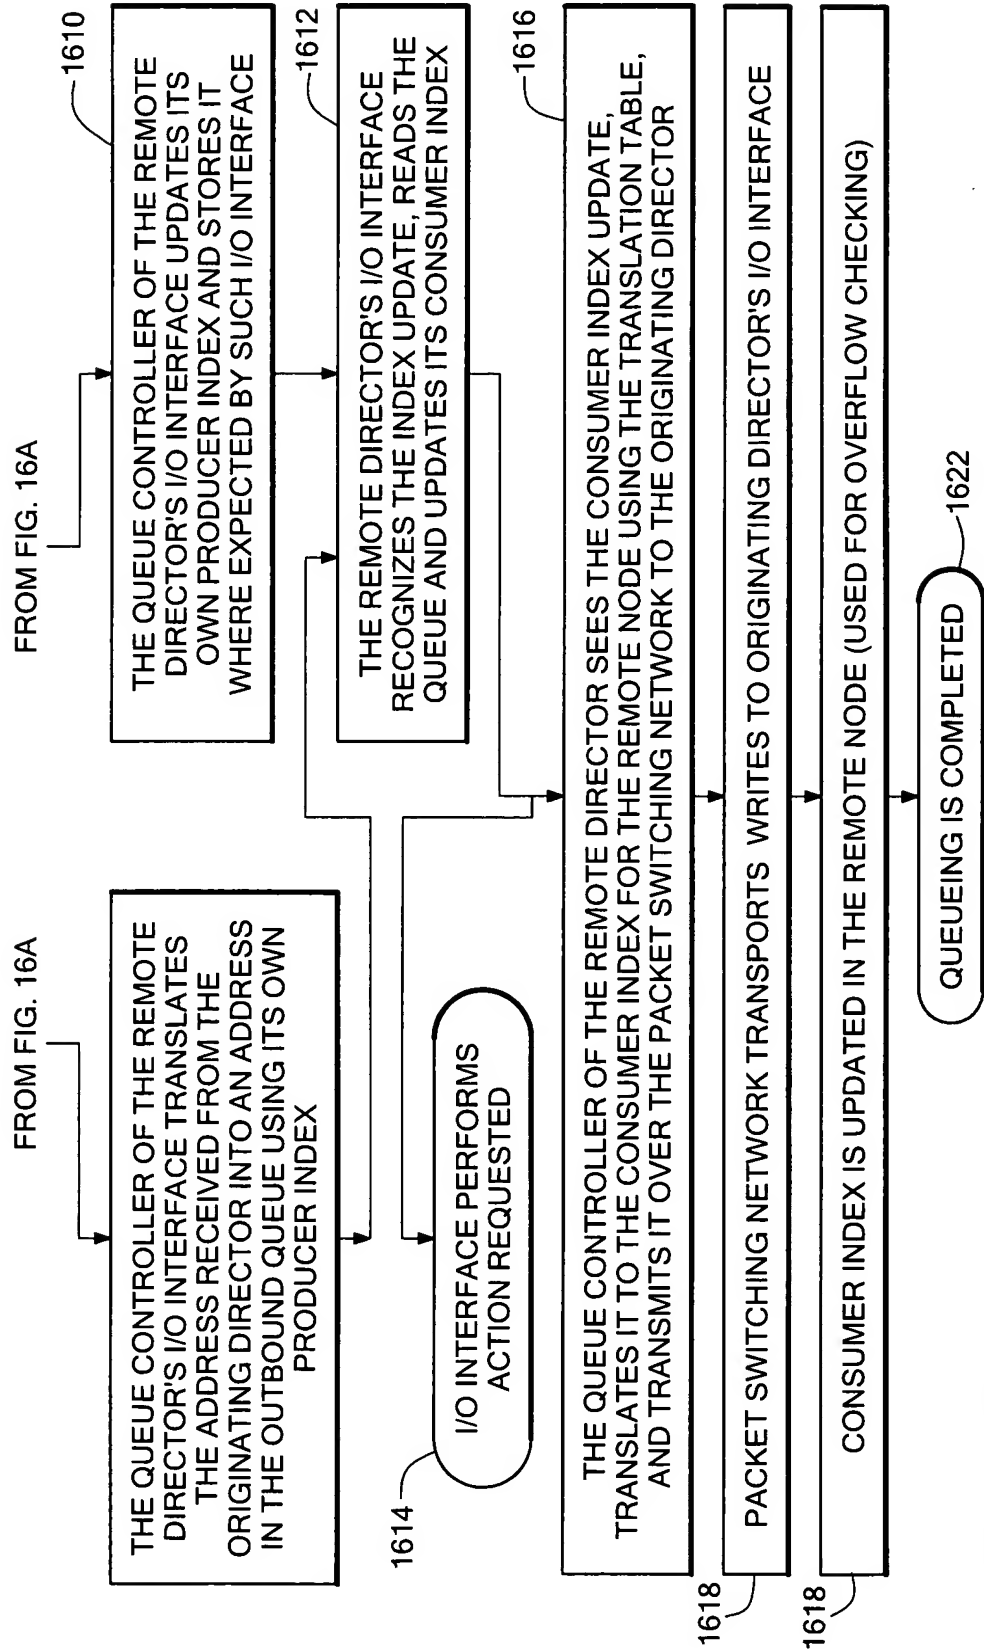 FROM FIG. 16A
THE QUEUE CONTROLLER OF THE REMOTE
DIRECTOR'S I/O INTERFACE TRANSLATES
THE ADDRESS RECEIVED FROM THE
ORIGINATING DIRECTOR INTO AN ADDRESS
IN THE OUTBOUND QUEUE USING ITS OWN
PRODUCER INDEX
FROM FIG. 16A
1610
THE QUEUE CONTROLLER OF THE REMOTE
DIRECTOR'S I/O INTERFACE UPDATES ITS
OWN PRODUCER INDEX AND STORES IT
WHERE EXPECTED BY SUCH I/O INTERFACE
1612
THE REMOTE DIRECTOR'S I/O INTERFACE
RECOGNIZES THE INDEX UPDATE, READS THE
QUEUE AND UPDATES ITS CONSUMER INDEX
1614
I/O INTERFACE PERFORMS
ACTION REQUESTED
1616
THE QUEUE CONTROLLER OF THE REMOTE DIRECTOR SEES THE CONSUMER INDEX UPDATE,
TRANSLATES IT TO THE CONSUMER INDEX FOR THE REMOTE NODE USING THE TRANSLATION TABLE,
AND TRANSMITS IT OVER THE PACKET SWITCHING NETWORK TO THE ORIGINATING DIRECTOR
1618
PACKET SWITCHING NETWORK TRANSPORTS WRITES TO ORIGINATING DIRECTOR'S I/O INTERFACE
1618
CONSUMER INDEX IS UPDATED IN THE REMOTE NODE (USED FOR OVERFLOW CHECKING)
1622
QUEUEING IS COMPLETED